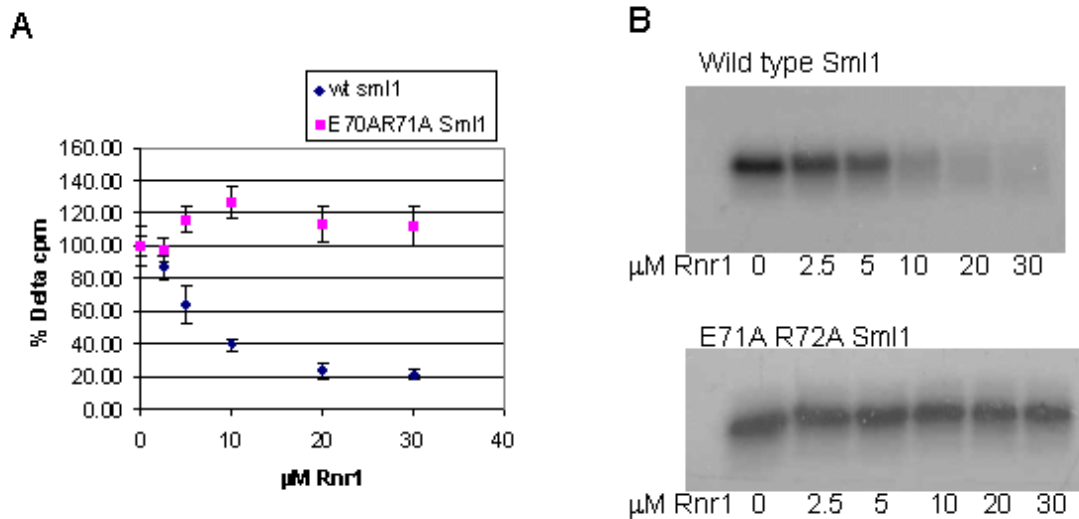 A
wt sml1
E70AR71A Sml1
160.00
140.00
120.00
100.00
80.00
60.00
40.00
20.00
0.00
% Delta cpm
0 10 20 30 40
µM Rnr1
B
Wild type Sml1
µM Rnr1 0 2.5 5 10 20 30
E71A R72A Sml1
µM Rnr1 0 2.5 5 10 20 30